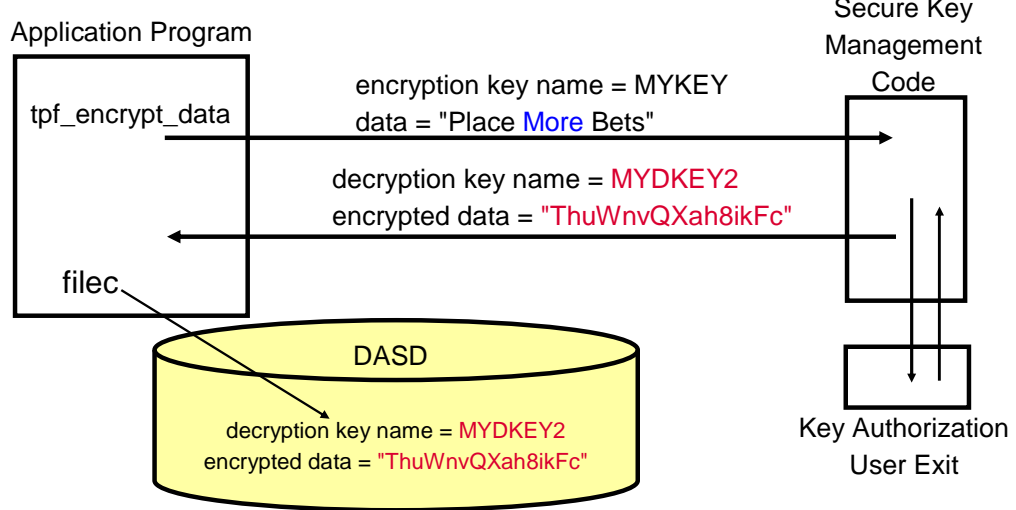 Application Program
Secure Key
Management
Code
tpf_encrypt_data
encryption key name = MYKEY
data = "Place More Bets"
decryption key name = MYDKEY2
encrypted data = "ThuWnvQXah8ikFc"
filec
DASD
decryption key name = MYDKEY2
encrypted data = "ThuWnvQXah8ikFc"
Key Authorization
User Exit